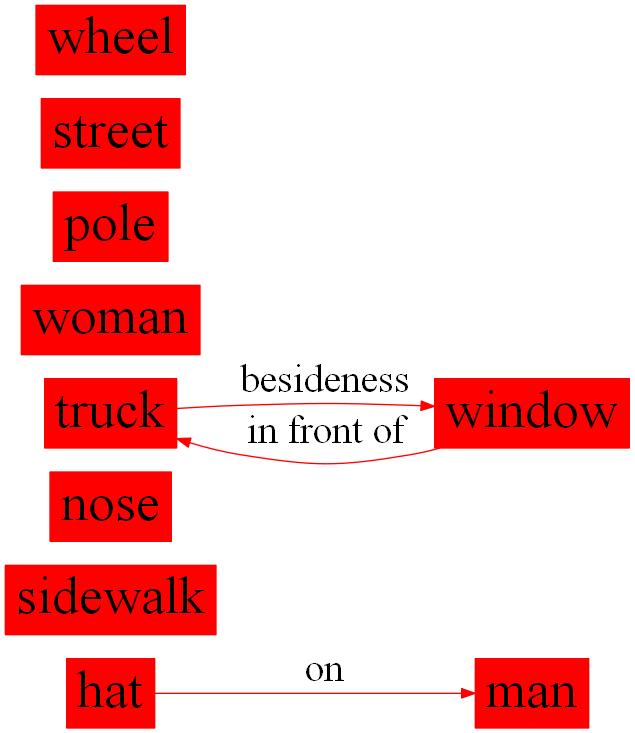 wheel
street
pole
woman
truck
besideness
window
in front of
nose
sidewalk
hat
on
man